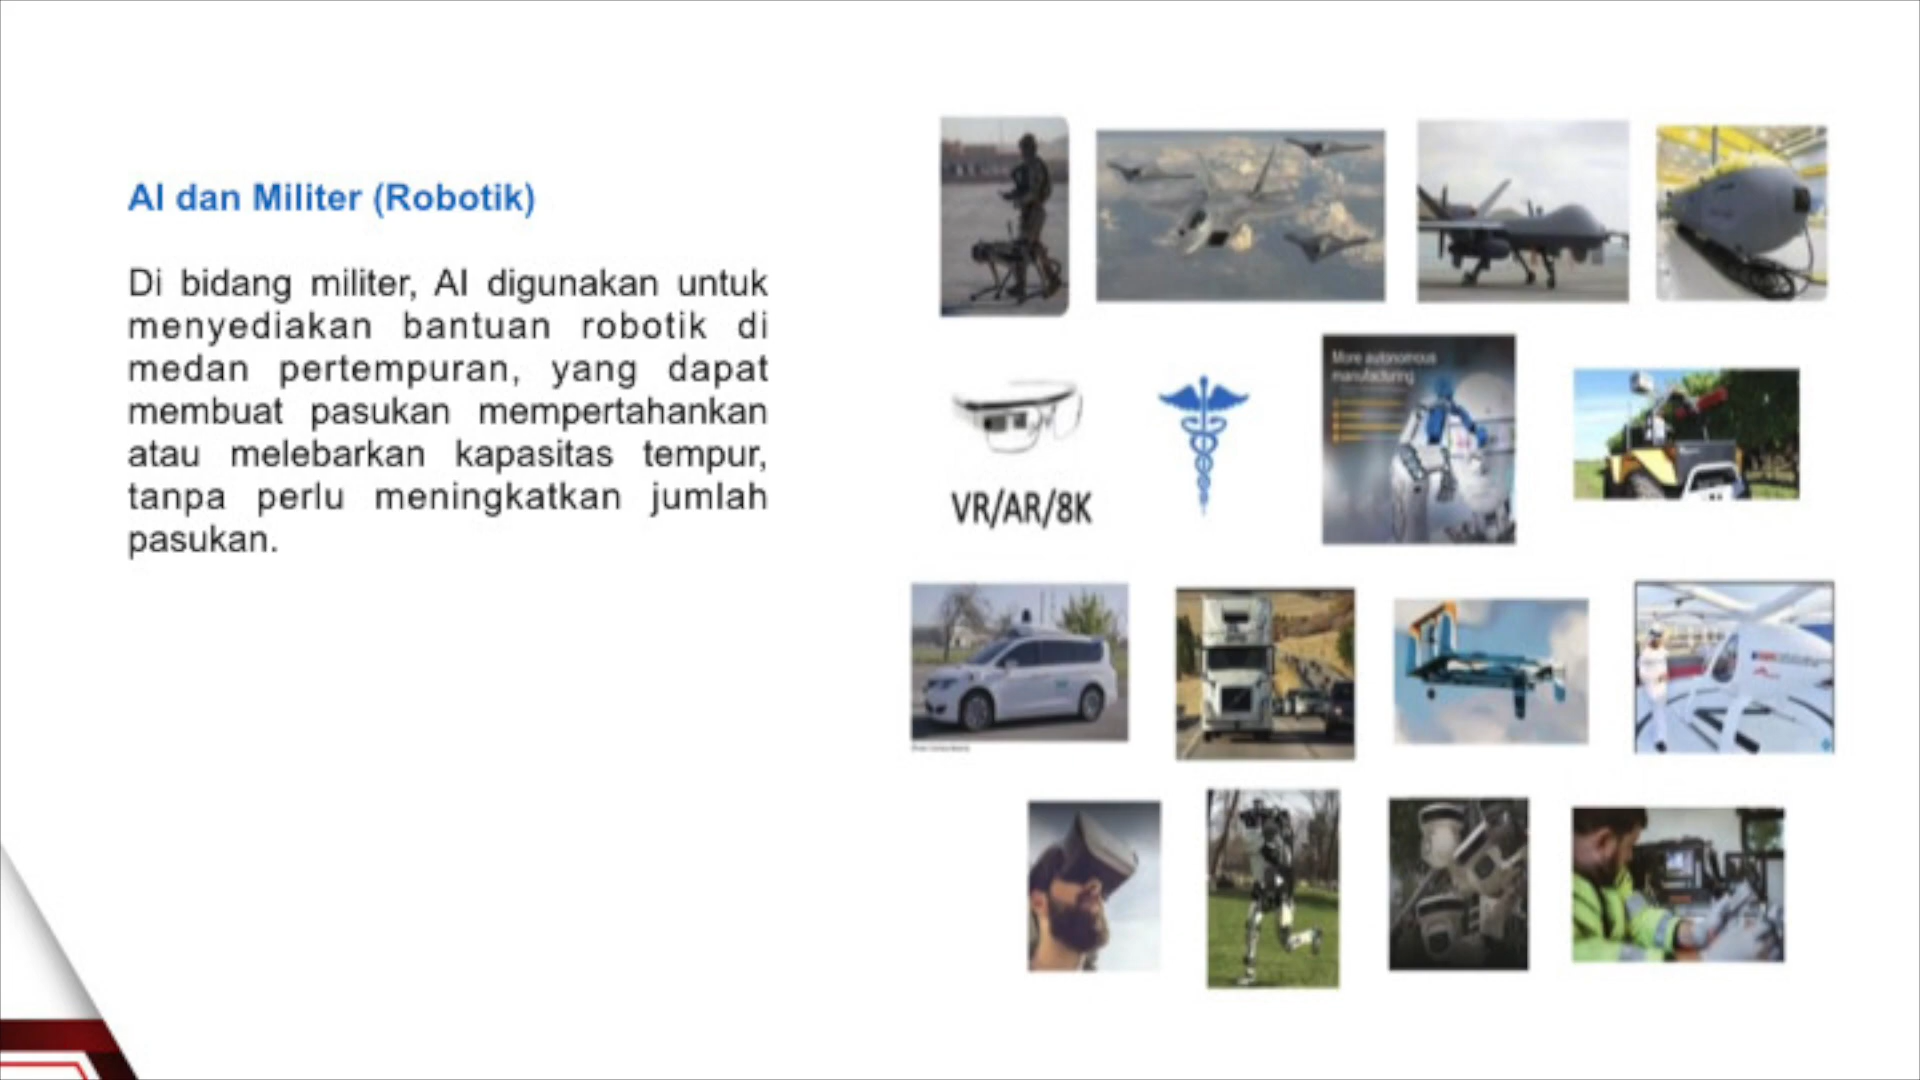 AI dan Militer (Robotik)
Di bidang militer, AI digunakan untuk
menyediakan bantuan robotik di
medan pertempuran, yang dapat
membuat pasukan mempertahankan
atau melebarkan kapasitas tempur,
tanpa perlu meningkatkan jumlah
pasukan.
More autonomous
manufacturing
VR/AR/8K